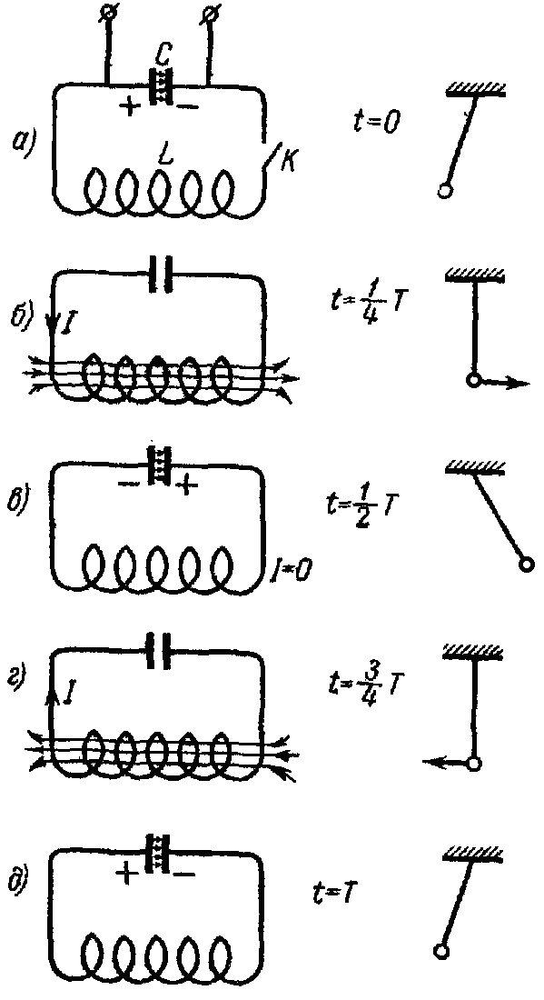 C
+ −
а) t=0
L K
б) I t=1/4 T
− +
в) t=1/2 T
I=0
г) I t=3/4 T
+ −
д) t=T